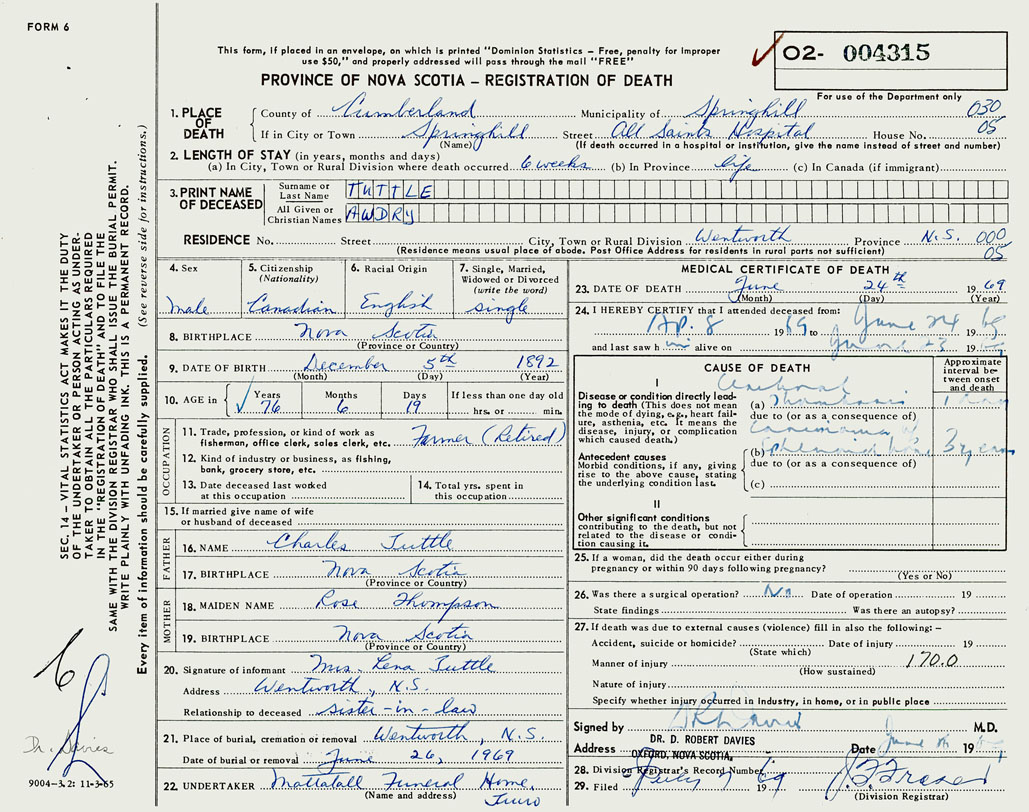 FORM 6
This form, if placed in an envelope, on which is printed "Dominion Statistics – Free, penalty for improper
use $50," and properly addressed will pass through the mail "FREE"
PROVINCE OF NOVA SCOTIA – REGISTRATION OF DEATH
02- 004315
For use of the Department only
1. PLACE OF DEATH
County of Cumberland Municipality of Springhill 030
If in City or Town Springhill Street All Saints Hospital House No. 05
(Name) (If death occurred in a hospital or institution, give the name instead of street and number)
2. LENGTH OF STAY (in years, months and days)
(a) In City, Town or Rural Division where death occurred 6 weeks (b) In Province life (c) In Canada (if immigrant)
3. PRINT NAME OF DECEASED
Surname or Last Name TUTTLE
All Given or Christian Names AWDRY
RESIDENCE No. Street City, Town or Rural Division Wentworth Province N.S. 000
(Residence means usual place of abode. Post Office Address for residents in rural parts not sufficient) 05
4. Sex Male
5. Citizenship (Nationality) Canadian
6. Racial Origin English
7. Single, Married, Widowed or Divorced (write the word) single
8. BIRTHPLACE Nova Scotia
(Province or Country)
9. DATE OF BIRTH December 5th 1892
(Month) (Day) (Year)
10. AGE in Years 76 Months 6 Days 19 If less than one day old hrs. or min.
OCCUPATION
11. Trade, profession, or kind of work as
fisherman, office clerk, sales clerk, etc. Farmer (Retired)
12. Kind of industry or business, as fishing,
bank, grocery store, etc.
13. Date deceased last worked
at this occupation
14. Total yrs. spent in
this occupation
15. If married give name of wife
or husband of deceased
FATHER
16. NAME Charles Tuttle
17. BIRTHPLACE Nova Scotia
(Province or Country)
MOTHER
18. MAIDEN NAME Rose Thompson
19. BIRTHPLACE Nova Scotia
(Province or Country)
20. Signature of informant Mrs. Lena Tuttle
Address Wentworth, N.S.
Relationship to deceased sister-in-law
21. Place of burial, cremation or removal Wentworth, N.S.
Date of burial or removal June 26, 1969
22. UNDERTAKER Mattatall Funeral Home,
(Name and address) Truro
MEDICAL CERTIFICATE OF DEATH
23. DATE OF DEATH June 24th 1969
(Month) (Day) (Year)
24. I HEREBY CERTIFY that I attended deceased from:
Ap. 8 1969 to June 24 1969
and last saw h im alive on 19
CAUSE OF DEATH
Approximate interval between onset and death
I
Disease or condition directly leading to death (This does not mean the mode of dying, e.g., heart failure, asthenia, etc. It means the disease, injury, or complication which caused death.)
Cerebral
(a) Thrombosis 1 day
due to (or as a consequence of)
Carcinoma of
Antecedent causes
Morbid conditions, if any, giving rise to the above cause, stating the underlying condition last.
(b) Sphenoid bone 3 years
due to (or as a consequence of)
(c)
II
Other significant conditions
contributing to the death, but not related to the disease or condition causing it.
25. If a woman, did the death occur either during
pregnancy or within 90 days following pregnancy?
(Yes or No)
26. Was there a surgical operation? No Date of operation 19
State findings Was there an autopsy?
27. If death was due to external causes (violence) fill in also the following: –
Accident, suicide or homicide? Date of injury 19
(State which)
Manner of injury 170.0
(How sustained)
Nature of injury
Specify whether injury occurred in Industry, in home, or in public place
Signed by M.D.
DR. D. ROBERT DAVIES
Address OXFORD, NOVA SCOTIA Date June 19
28. Division Registrar's Record Number
29. Filed July 7 1969 J. Fraser
(Division Registrar)
SEC. 14 – VITAL STATISTICS ACT MAKES IT THE DUTY
OF THE UNDERTAKER OR PERSON ACTING AS UNDER-
TAKER TO OBTAIN ALL THE PARTICULARS REQUIRED
IN THE "REGISTRATION OF DEATH" AND TO FILE THE
SAME WITH THE DIVISION REGISTRAR WHO SHALL ISSUE THE BURIAL PERMIT.
WRITE PLAINLY WITH UNFADING INK. THIS IS A PERMANENT RECORD.
Every item of information should be carefully supplied. (See reverse side for instructions.)
Dr. Davies
9004-3.2: 11-3-65